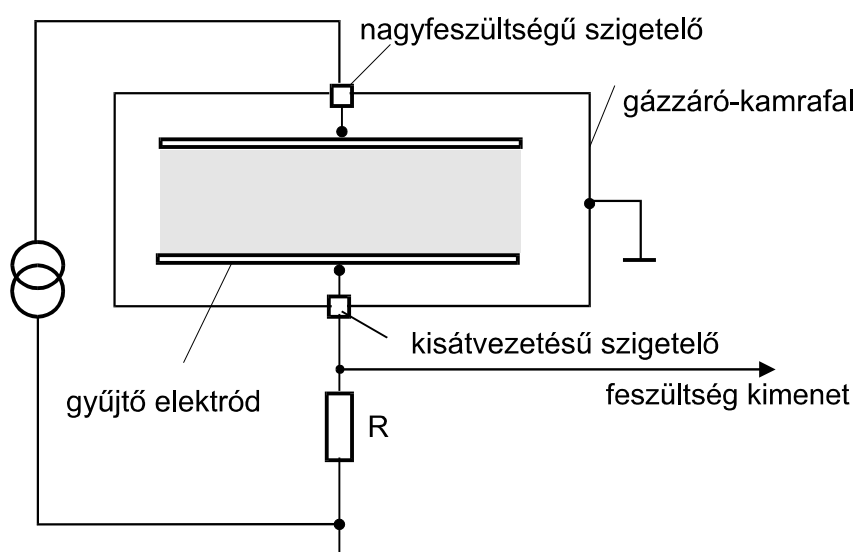 nagyfeszültségű szigetelő
gázzáró-kamrafal
kisátvezetésű szigetelő
feszültség kimenet
gyűjtő elektród
R